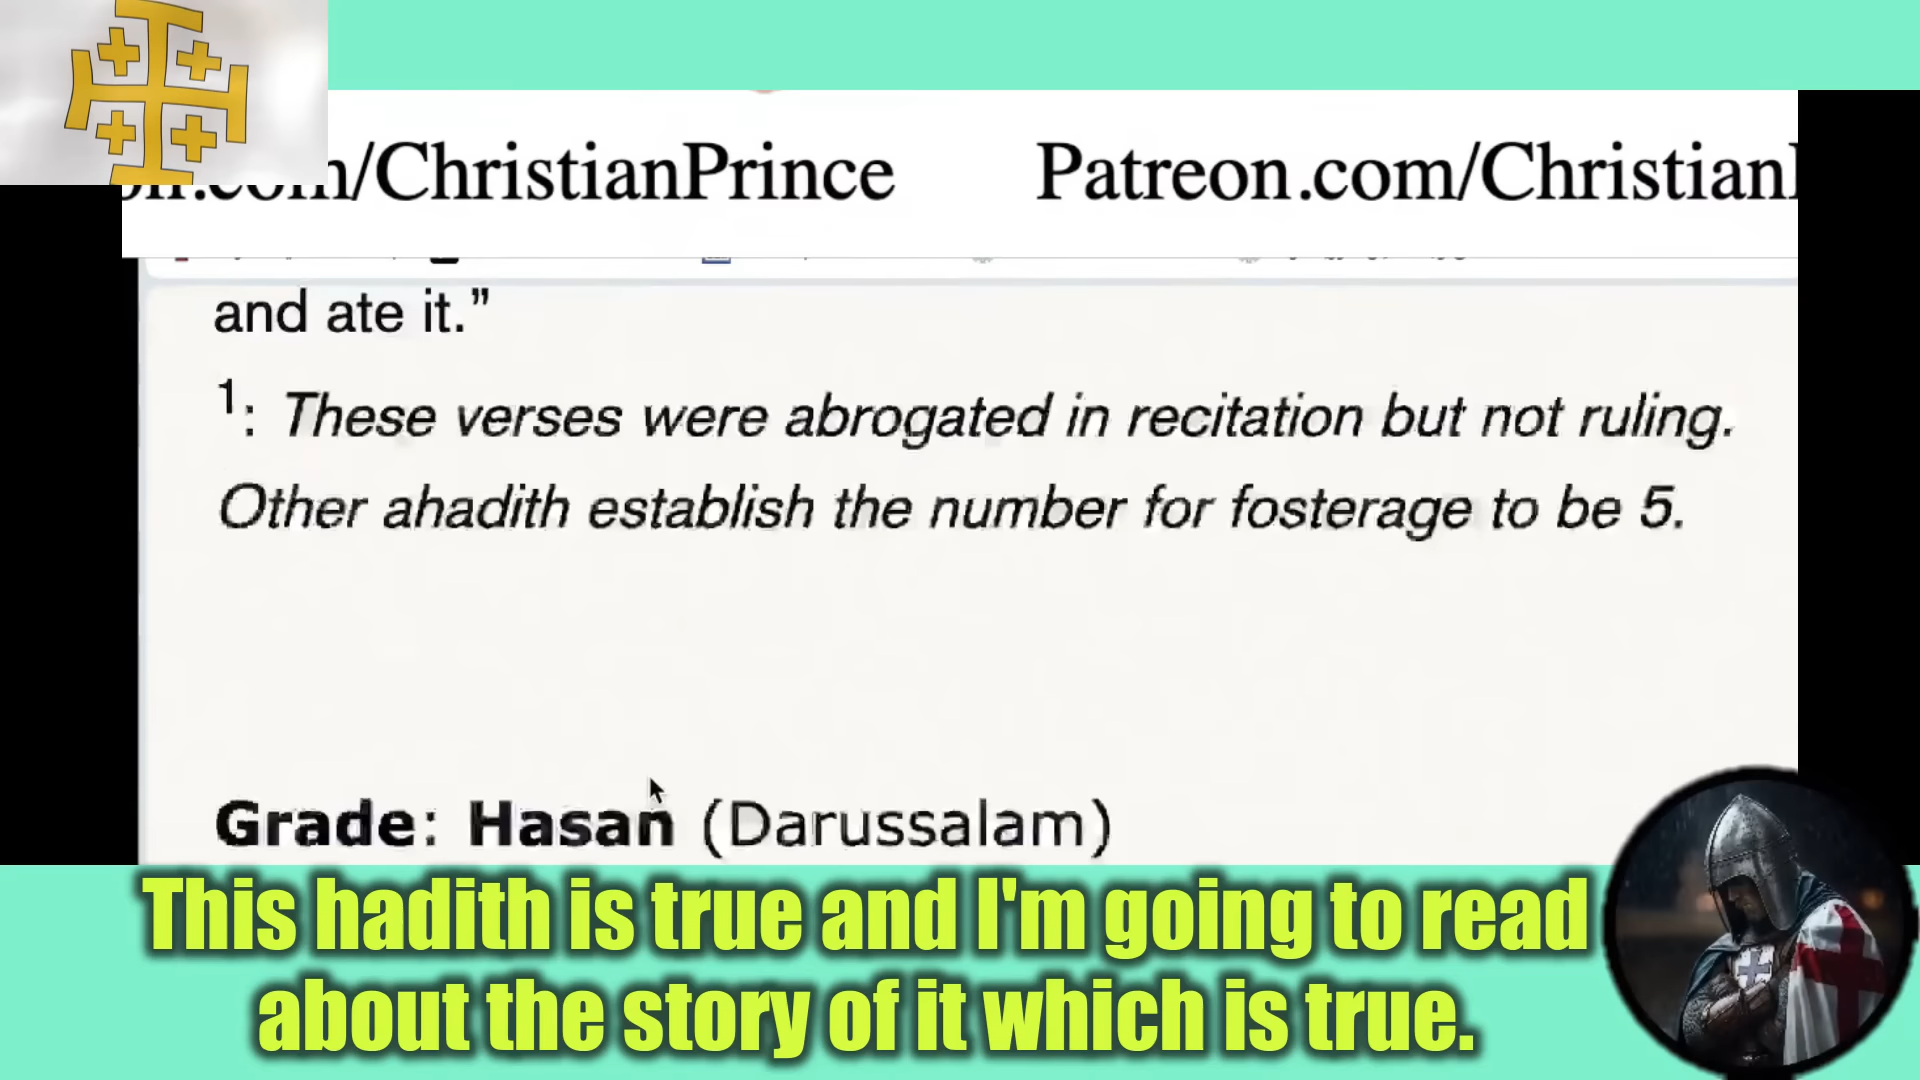 /ChristianPrince Patreon.com/Christian
and ate it.”
1: These verses were abrogated in recitation but not ruling.
Other ahadith establish the number for fosterage to be 5.
Grade: Hasan (Darussalam)
This hadith is true and I'm going to read
about the story of it which is true.